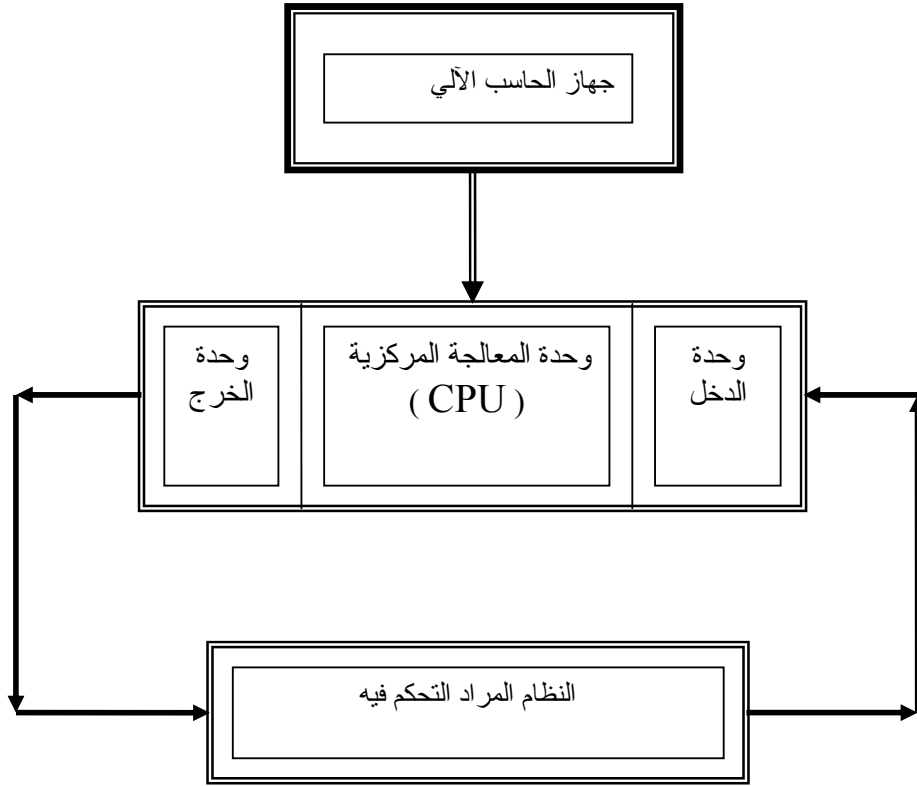 جهاز الحاسب الآلي
وحدة
الدخل
وحدة المعالجة المركزية
( CPU )
وحدة
الخرج
النظام المراد التحكم فيه